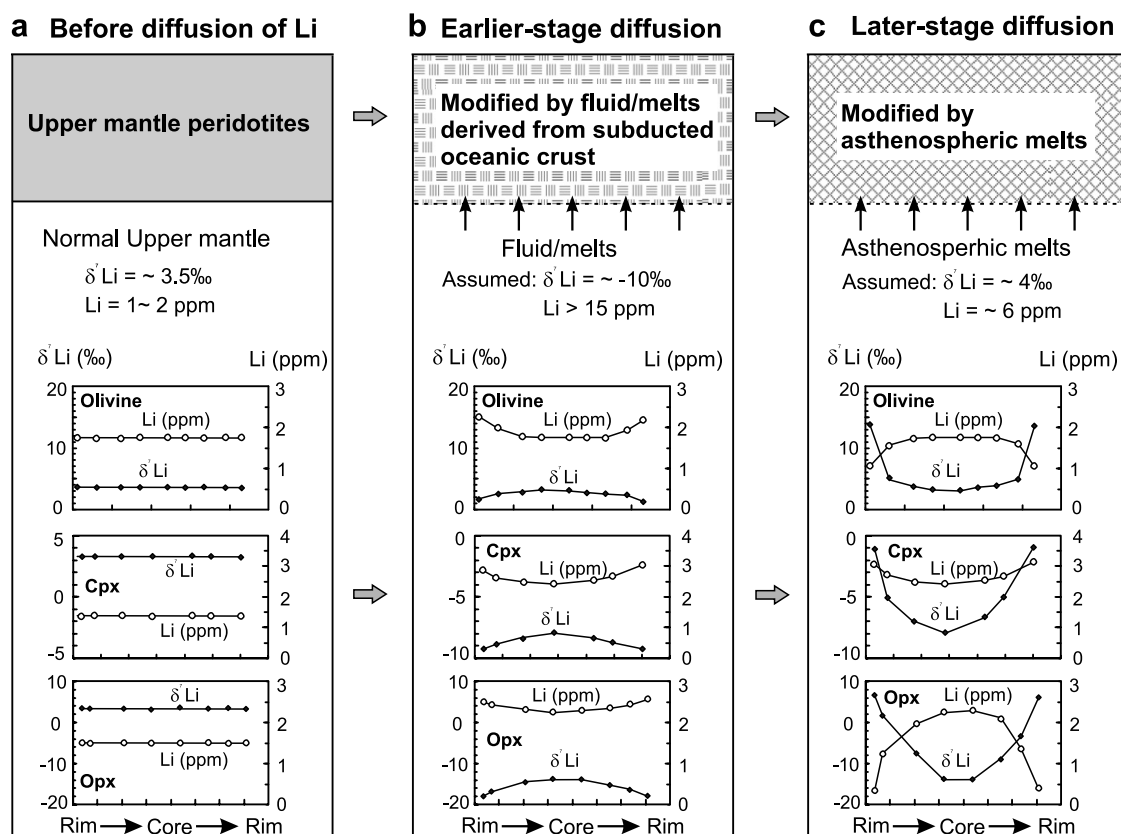 a Before diffusion of Li
Upper mantle peridotites
Normal Upper mantle
δ⁷Li = ~ 3.5‰
Li = 1~ 2 ppm
δ⁷Li (‰) Li (ppm)
20 Olivine 3
Li (ppm)
2
10
δ⁷Li
1
0 0
5 4
δ⁷Li
3
Cpx
0 2
Li (ppm)
1
-5 0
10 3
δ⁷Li
0 2
Li (ppm)
-10 1
Opx
-20 0
Rim Core Rim
b Earlier-stage diffusion
Modified by fluid/melts
derived from subducted
oceanic crust
Fluid/melts
Assumed: δ⁷Li = ~ -10‰
Li > 15 ppm
δ⁷Li (‰) Li (ppm)
20 Olivine 3
Li (ppm)
2
10
δ⁷Li
1
0 0
0 Cpx 4
Li (ppm)
3
-5 2
δ⁷Li
1
-10 0
10 3
Li (ppm)
0 2
Opx
-10 δ⁷Li 1
-20 0
Rim Core Rim
c Later-stage diffusion
Modified by
asthenospheric melts
Asthenosperhic melts
Assumed: δ⁷Li = ~ 4‰
Li = ~ 6 ppm
δ⁷Li (‰) Li (ppm)
20 Olivine 3
Li (ppm)
2
10
δ⁷Li
1
0 0
0 Cpx 4
Li (ppm)
3
-5 2
δ⁷Li
1
-10 0
10 Opx 3
Li (ppm)
0 2
-10 δ⁷Li 1
-20 0
Rim Core Rim